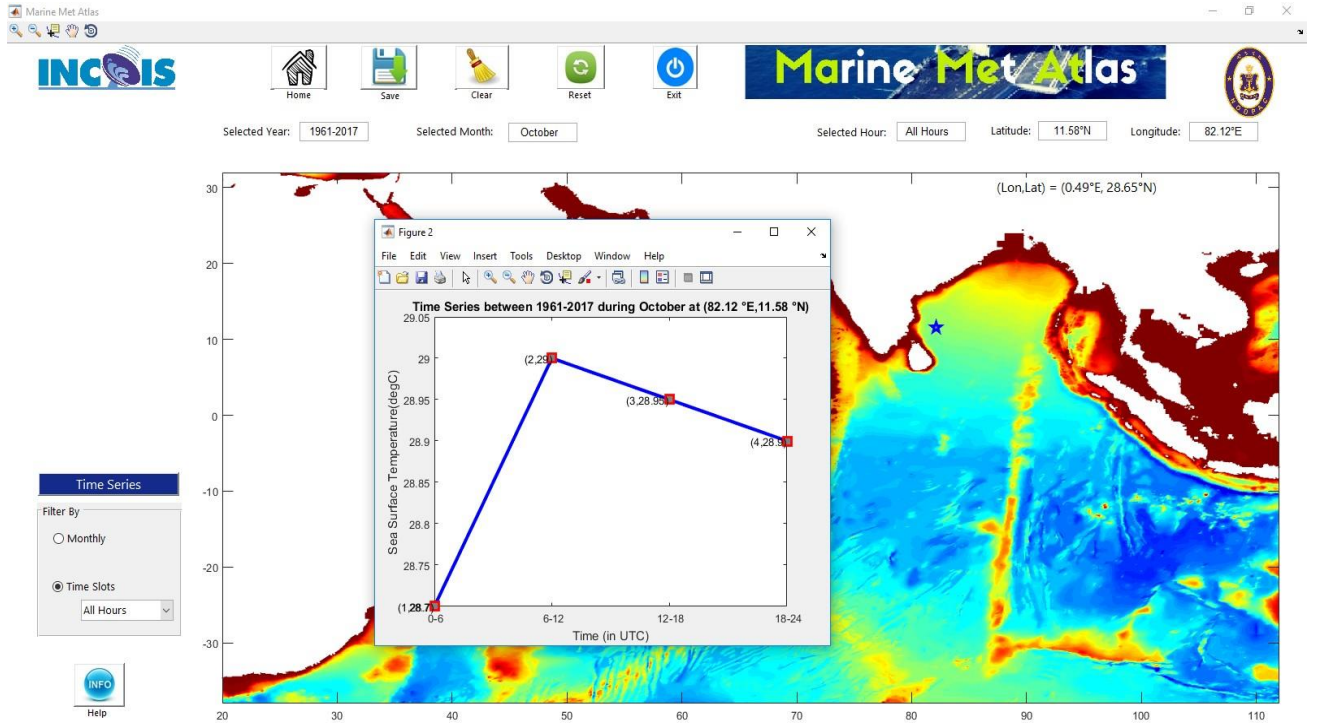 Marine Met Atlas
INCOIS
Home
Save
Clear
Reset
Exit
Marine Met Atlas
Selected Year: 1961-2017
Selected Month: October
Selected Hour: All Hours
Latitude: 11.58°N
Longitude: 82.12°E
(Lon,Lat) = (0.49°E, 28.65°N)
Figure 2
File Edit View Insert Tools Desktop Window Help
Time Series between 1961-2017 during October at (82.12 °E,11.58 °N)
29.05
29
28.95
28.9
28.85
28.8
28.75
Sea Surface Temperature(degC)
(2,29)
(3,28.95)
(4,28.9)
(1,28.7)
0-6 6-12 12-18 18-24
Time (in UTC)
30
20
10
0
-10
-20
-30
20 30 40 50 60 70 80 90 100 110
Time Series
Filter By
Monthly
Time Slots
All Hours
INFO
Help